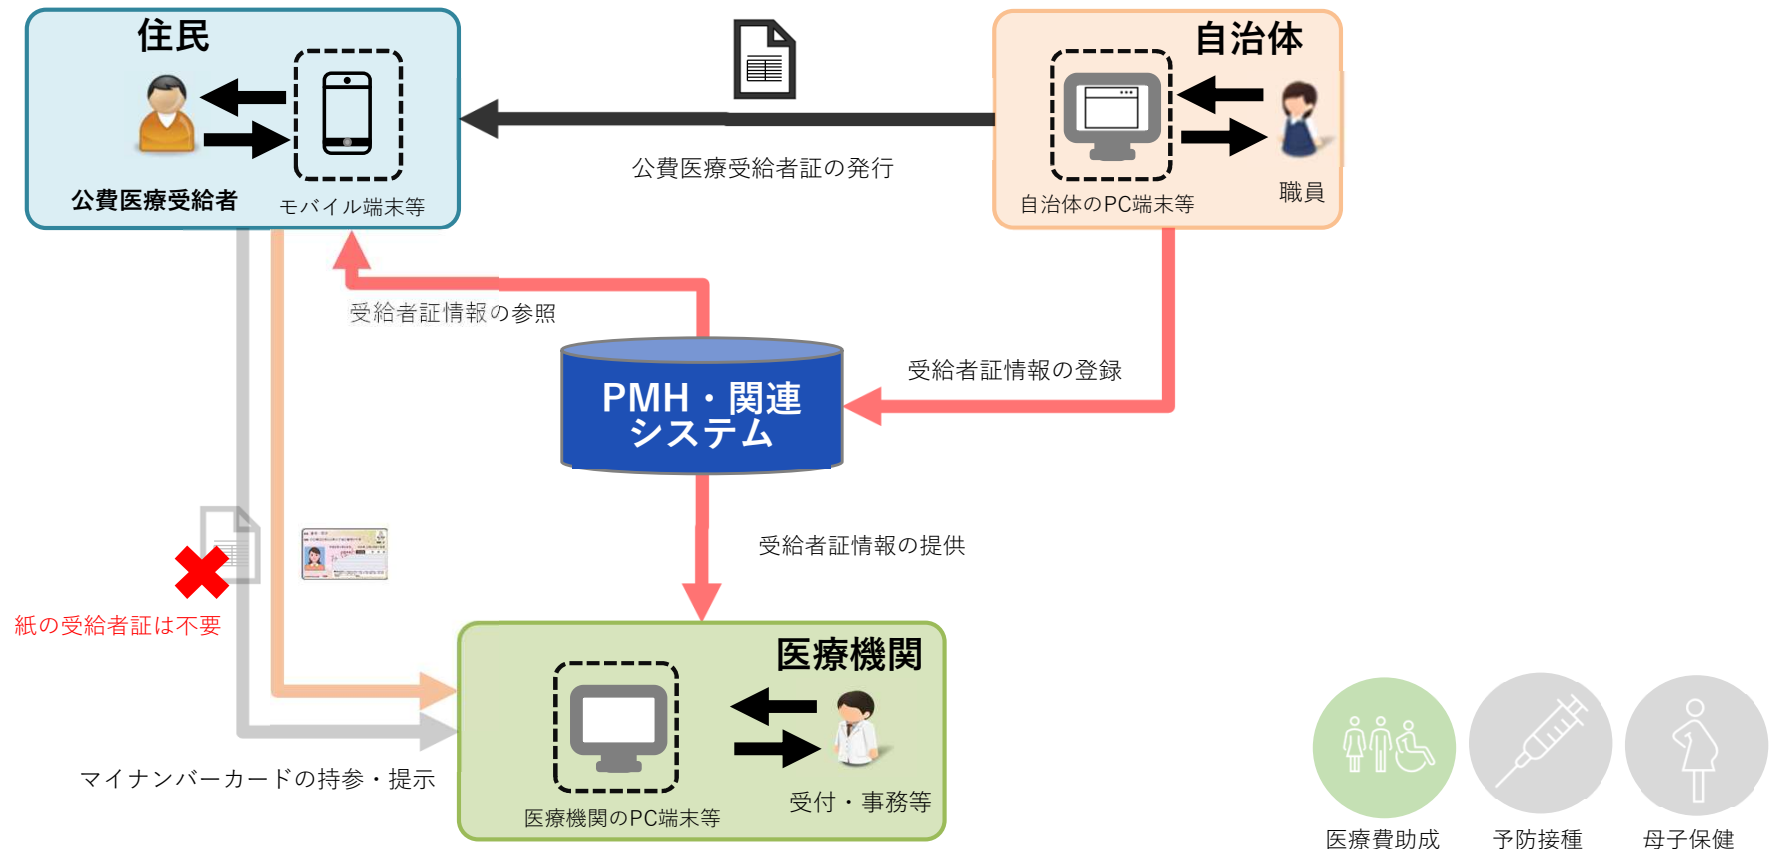 住民
自治体
公費医療受給者
モバイル端末等
公費医療受給者証の発行
自治体のPC端末等
職員
受給者証情報の参照
受給者証情報の登録
PMH・関連
システム
受給者証情報の提供
紙の受給者証は不要
医療機関
マイナンバーカードの持参・提示
医療機関のPC端末等
受付・事務等
医療費助成
予防接種
母子保健